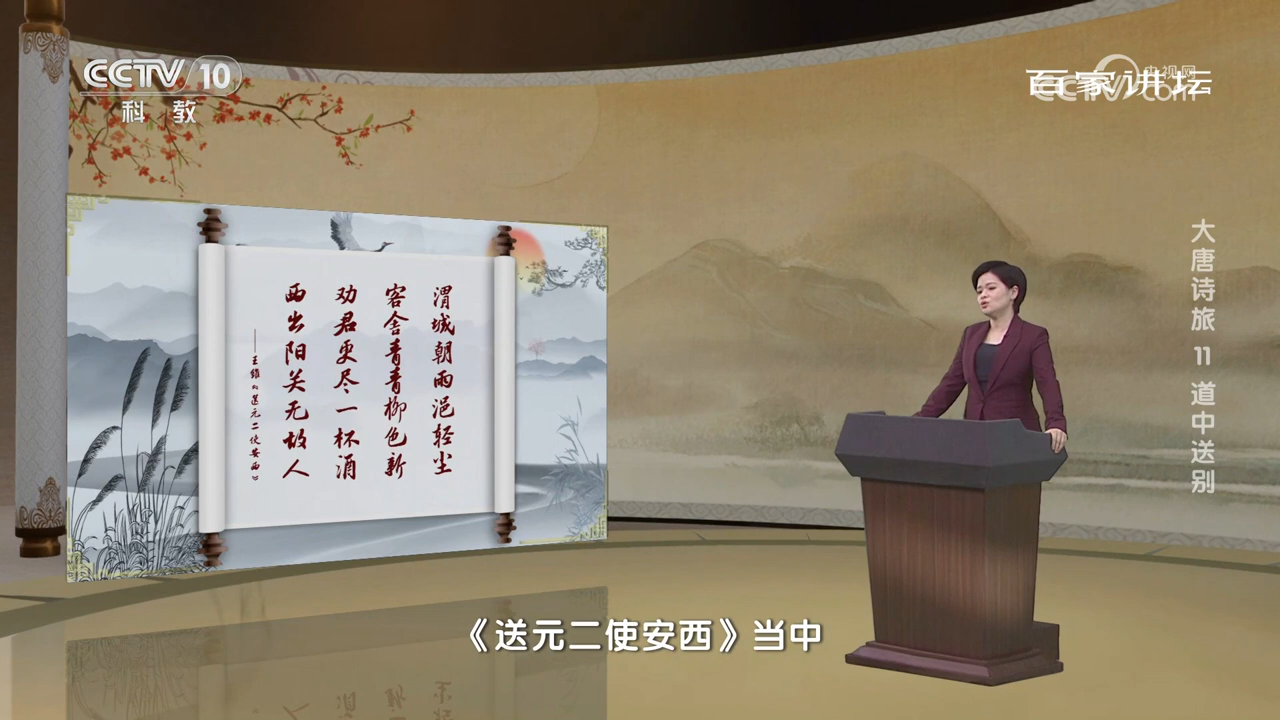 CCTV 10
科 教
百家讲坛
央视网
CCTV.com
渭城朝雨浥轻尘
客舍青青柳色新
劝君更尽一杯酒
西出阳关无故人
——王维《送元二使安西》
大唐诗旅 11 道中送别
《送元二使安西》当中